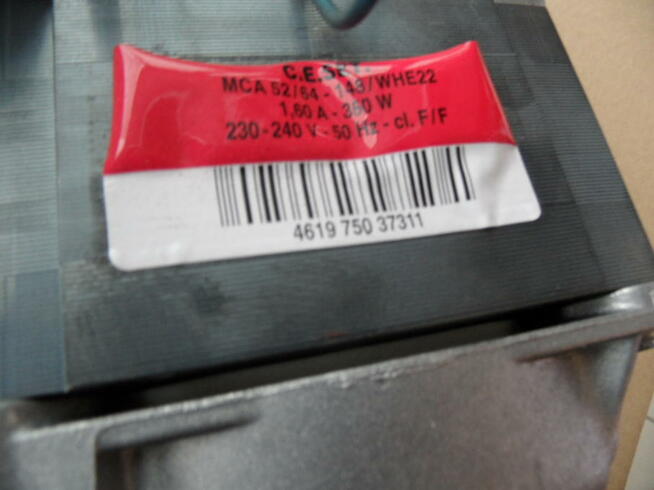 C.E.SET.
MCA 52/64 - 148/WHE22
1,60 A - 360 W
230-240 V - 50 Hz - cl. F/F
4619 750 37311